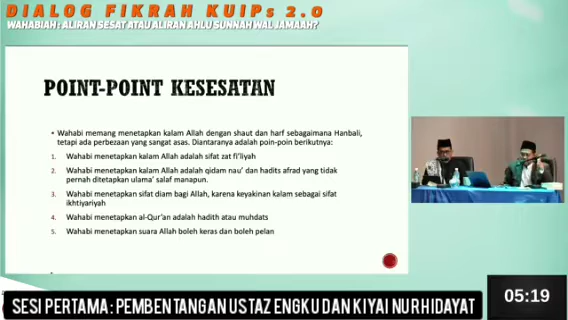 DIALOG FIKRAH KUIPs 2.0
WAHABIAH : ALIRAN SESAT ATAU ALIRAN AHLU SUNNAH WAL JAMAAH?
POINT-POINT KESESATAN
▪ Wahabi memang menetapkan kalam Allah dengan shaut dan harf sebagaimana Hanbali,
tetapi ada perbezaan yang sangat asas. Diantaranya adalah poin-poin berikutnya:
1. Wahabi menetapkan kalam Allah adalah sifat zat fi'liyah
2. Wahabi menetapkan kalam Allah adalah qidam nau' dan hadits afrad yang tidak
pernah ditetapkan ulama' salaf manapun.
3. Wahabi menetapkan sifat diam bagi Allah, karena keyakinan kalam sebagai sifat
ikhtiyariyah
4. Wahabi menetapkan al-Qur'an adalah hadith atau muhdats
5. Wahabi menetapkan suara Allah boleh keras dan boleh pelan
SESI PERTAMA : PEMBENTANGAN USTAZ ENGKU DAN KIYAI NURHIDAYAT
05:19